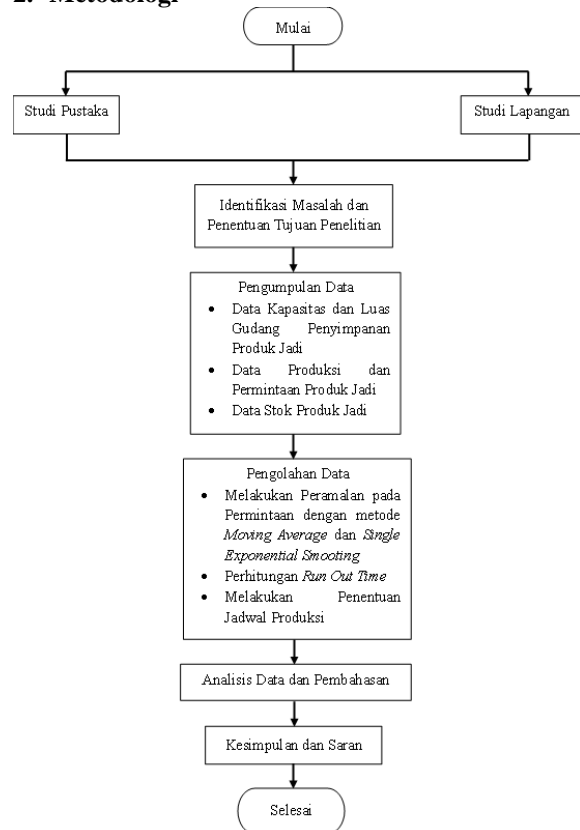 2. Metodologi
Mulai
Studi Pustaka
Studi Lapangan
Identifikasi Masalah dan
Penentuan Tujuan Penelitian
Pengumpulan Data
• Data Kapasitas dan Luas
Gudang Penyimpanan
Produk Jadi
• Data Produksi dan
Permintaan Produk Jadi
• Data Stok Produk Jadi
Pengolahan Data
• Melakukan Peramalan pada
Permintaan dengan metode
Moving Average dan Single
Exponential Smooting
• Perhitungan Run Out Time
• Melakukan Penentuan
Jadwal Produksi
Analisis Data dan Pembahasan
Kesimpulan dan Saran
Selesai